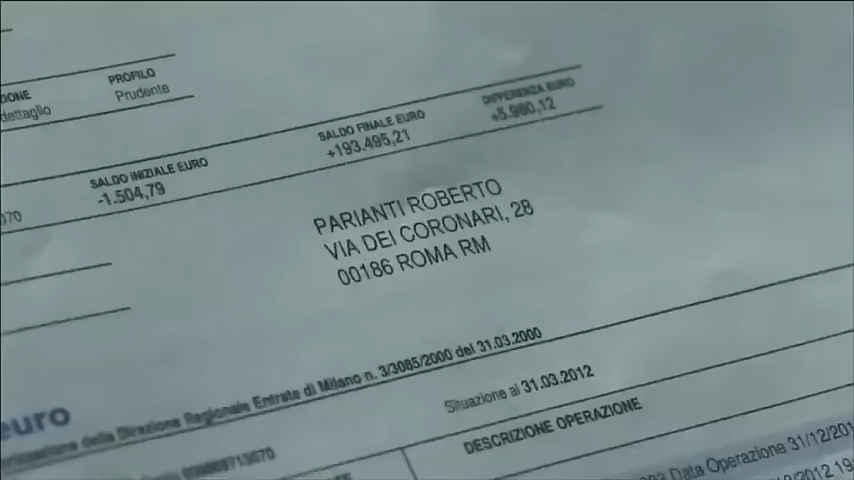 ZIONE PROFILO
dettaglio Prudente
SALDO INIZIALE EURO SALDO FINALE EURO DIFFERENZA EURO
070 -1.504,79 +193.495,21 +5.980,12
PARIANTI ROBERTO
VIA DEI CORONARI, 28
00186 ROMA RM
euro
della Direzione Regionale Entrate di Milano n. 3/3085/2000 del 31.03.2000
Situazione al 31.03.2012
DESCRIZIONE OPERAZIONE
Data Operazione 31/12/201